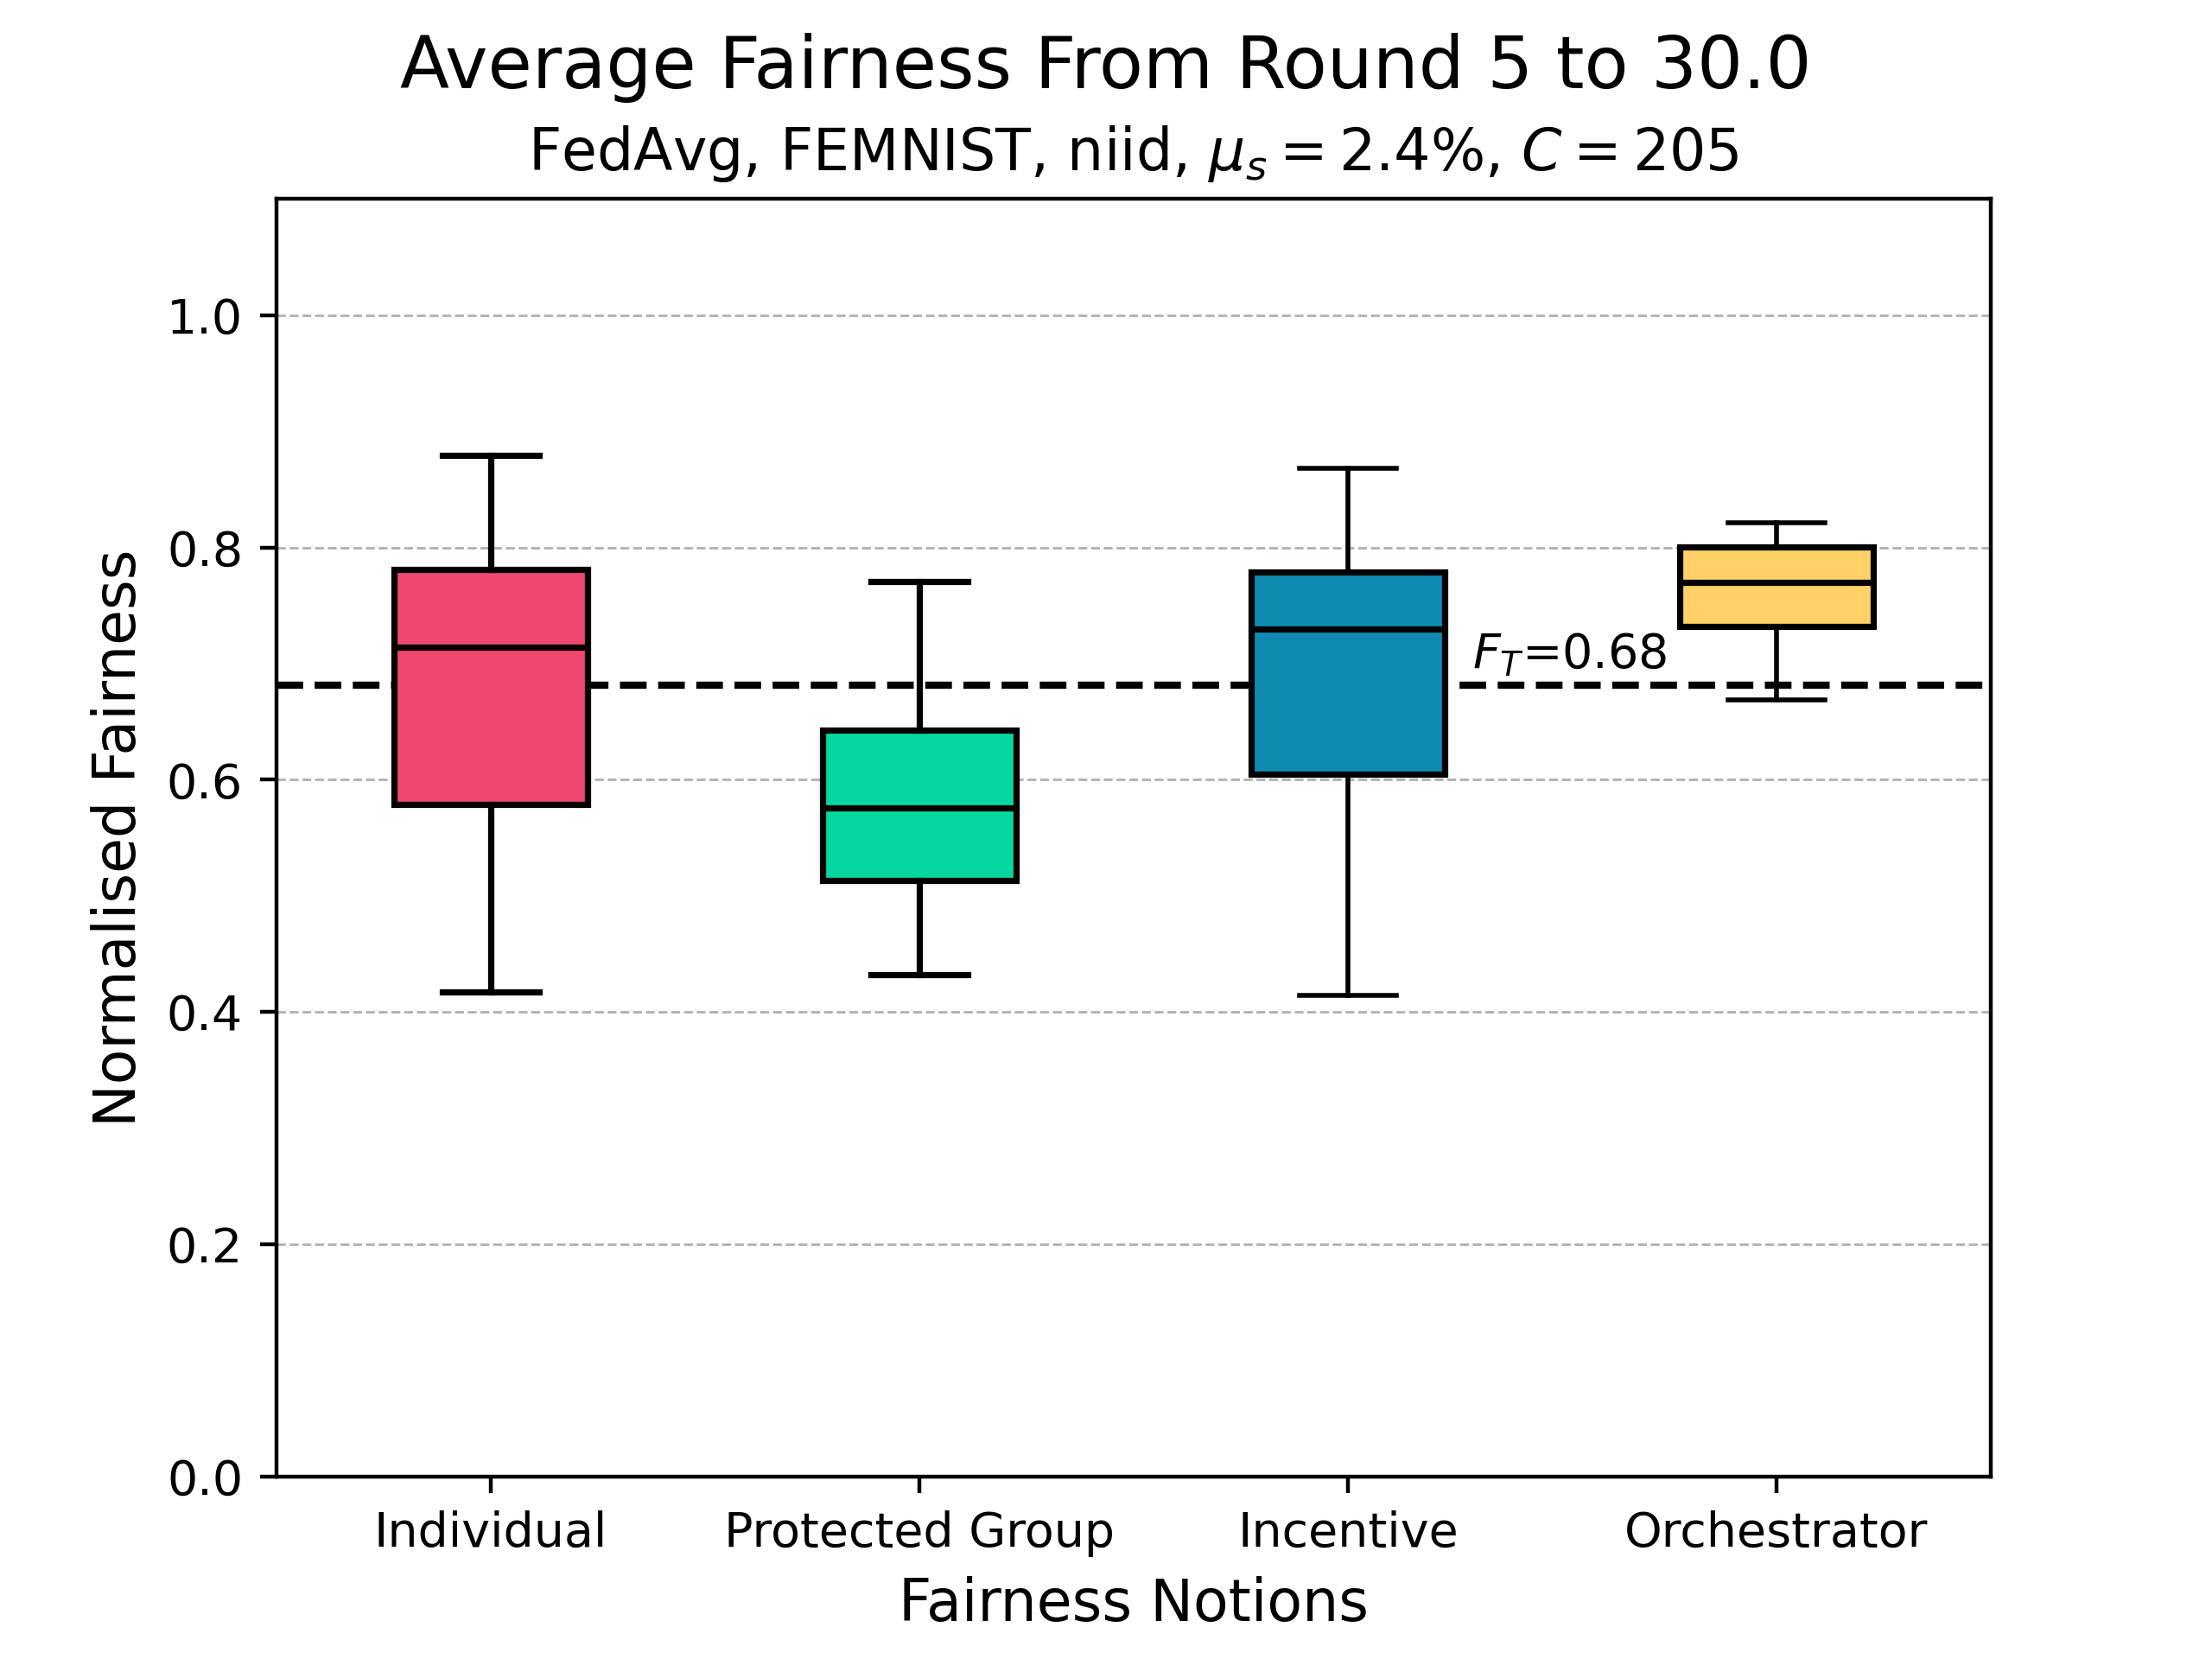 Average Fairness From Round 5 to 30.0
FedAvg, FEMNIST, niid, μₛ = 2.4%, C = 205
Normalised Fairness
1.0
0.8
0.6
0.4
0.2
0.0
F_T=0.68
Individual
Protected Group
Incentive
Orchestrator
Fairness Notions